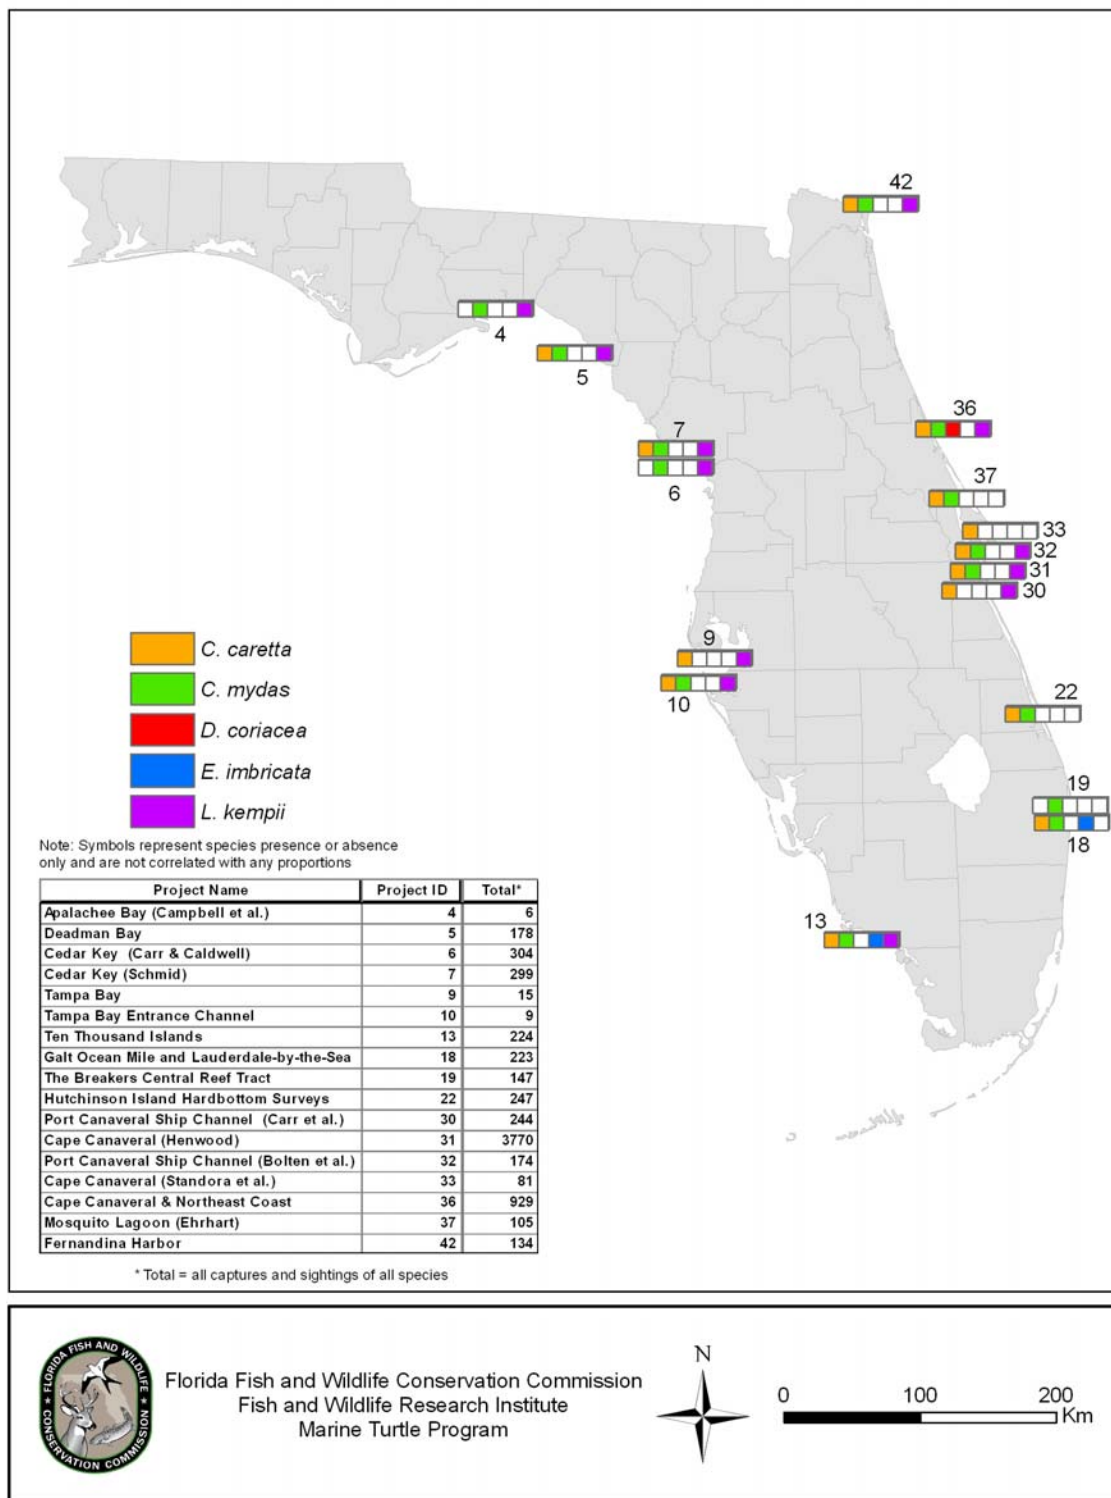 42
4
5
36
7
6
37
33
32
31
30
9
10
22
19
18
13
C. caretta
C. mydas
D. coriacea
E. imbricata
L. kempii
Note: Symbols represent species presence or absence
only and are not correlated with any proportions
Project Name Project ID Total*
Apalachee Bay (Campbell et al.) 4 6
Deadman Bay 5 178
Cedar Key (Carr & Caldwell) 6 304
Cedar Key (Schmid) 7 299
Tampa Bay 9 15
Tampa Bay Entrance Channel 10 9
Ten Thousand Islands 13 224
Galt Ocean Mile and Lauderdale-by-the-Sea 18 223
The Breakers Central Reef Tract 19 147
Hutchinson Island Hardbottom Surveys 22 247
Port Canaveral Ship Channel (Carr et al.) 30 244
Cape Canaveral (Henwood) 31 3770
Port Canaveral Ship Channel (Bolten et al.) 32 174
Cape Canaveral (Standora et al.) 33 81
Cape Canaveral & Northeast Coast 36 929
Mosquito Lagoon (Ehrhart) 37 105
Fernandina Harbor 42 134
* Total = all captures and sightings of all species
FLORIDA FISH AND WILDLIFE
CONSERVATION COMMISSION
Florida Fish and Wildlife Conservation Commission
Fish and Wildlife Research Institute
Marine Turtle Program
N
0 100 200
Km